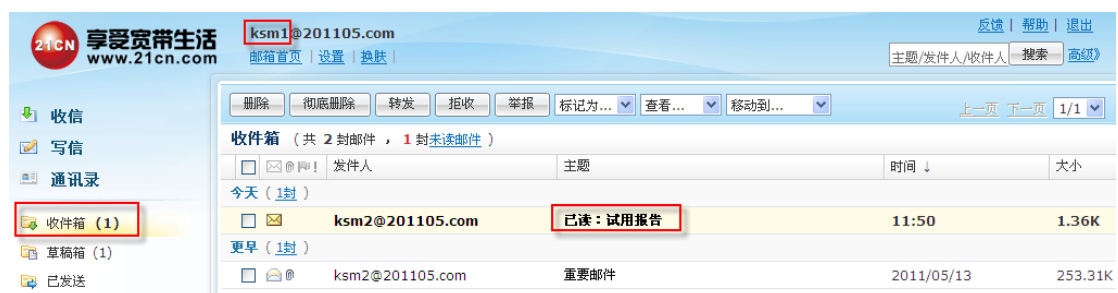 21CN 享受宽带生活
www.21cn.com
ksm1@201105.com
邮箱首页 | 设置 | 换肤 |
反馈 | 帮助 | 退出
主题/发件人/收件人 搜索 高级》
收信
写信
通讯录
收件箱 (1)
草稿箱 (1)
已发送
删除 彻底删除 转发 拒收 举报 标记为... 查看... 移动到...
上一页 下一页 1/1
收件箱 (共 2 封邮件 , 1 封未读邮件 )
! 发件人 主题 时间 ↓ 大小
今天 ( 1封 )
ksm2@201105.com 已读：试用报告 11:50 1.36K
更早 ( 1封 )
ksm2@201105.com 重要邮件 2011/05/13 253.31K